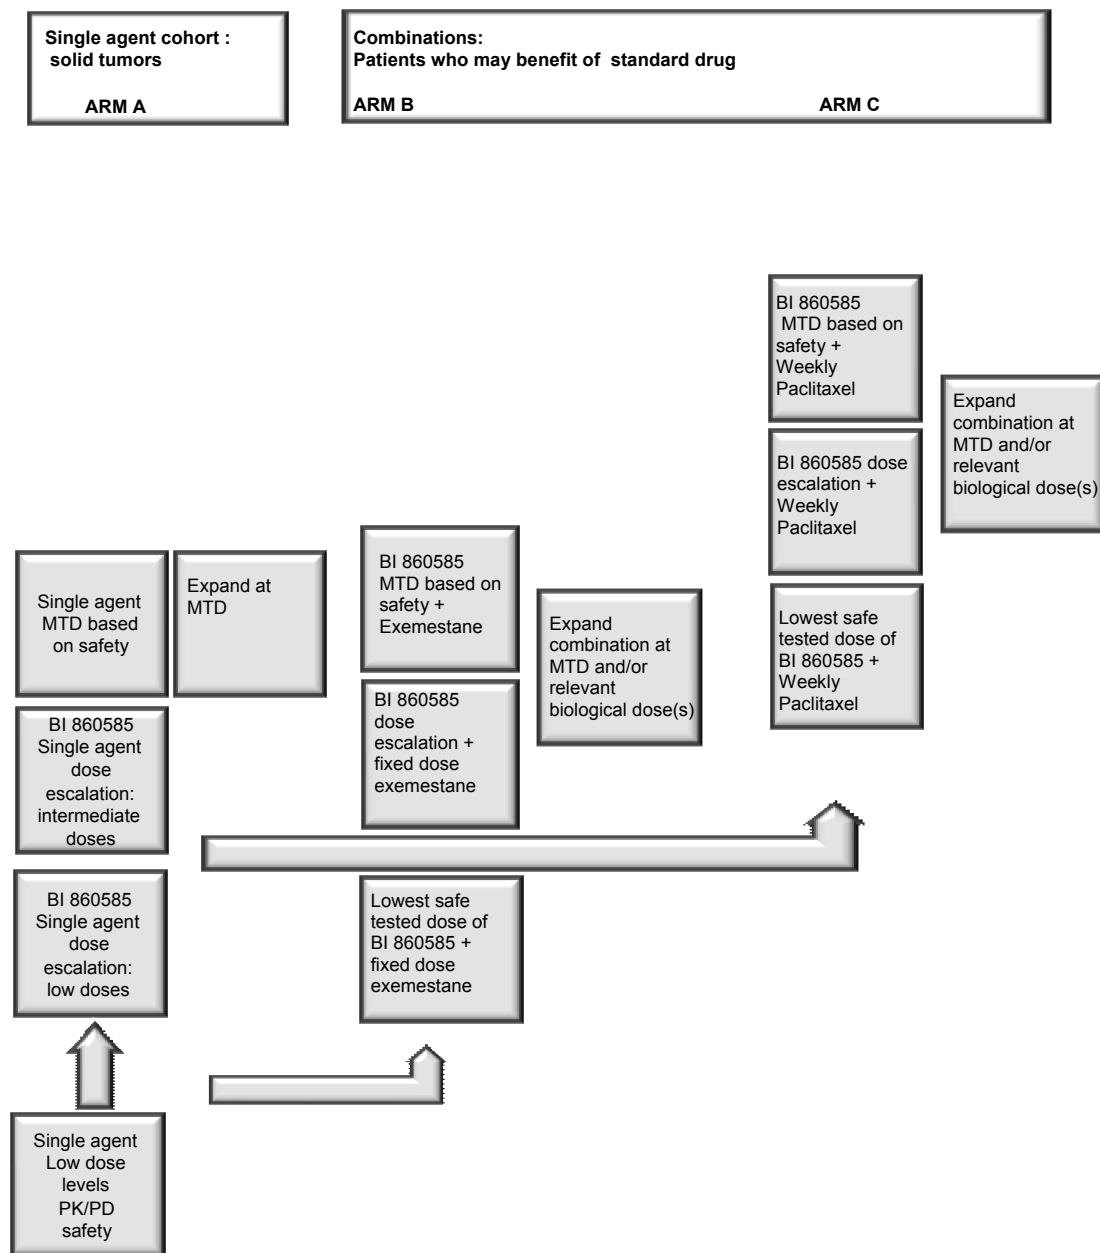 Single agent cohort :
solid tumors
ARM A
Combinations:
Patients who may benefit of standard drug
ARM B
ARM C
Single agent
MTD based
on safety
Expand at
MTD
BI 860585
Single agent
dose
escalation:
intermediate
doses
BI 860585
Single agent
dose
escalation:
low doses
Single agent
Low dose
levels
PK/PD
safety
BI 860585
MTD based on
safety +
Exemestane
BI 860585
dose
escalation +
fixed dose
exemestane
Lowest safe
tested dose of
BI 860585 +
fixed dose
exemestane
Expand
combination at
MTD and/or
relevant
biological dose(s)
BI 860585
MTD based on
safety +
Weekly
Paclitaxel
BI 860585 dose
escalation +
Weekly
Paclitaxel
Lowest safe
tested dose of
BI 860585 +
Weekly
Paclitaxel
Expand
combination at
MTD and/or
relevant
biological dose(s)